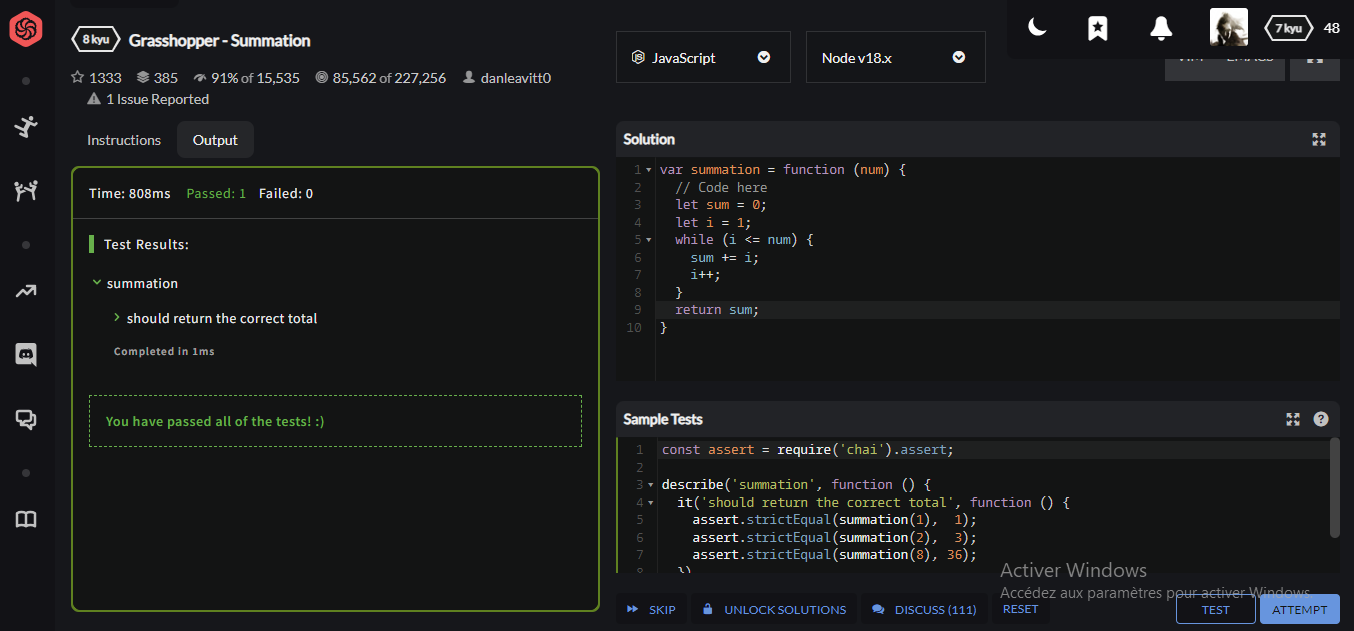 8 kyu Grasshopper - Summation
1333 385 91% of 15,535 85,562 of 227,256 danleavitt0
1 Issue Reported
JavaScript
Node v18.x
7 kyu 48
Instructions Output
Time: 808ms Passed: 1 Failed: 0
Test Results:
summation
should return the correct total
Completed in 1ms
You have passed all of the tests! :)
Solution
1 var summation = function (num) {
2 // Code here
3 let sum = 0;
4 let i = 1;
5 while (i <= num) {
6 sum += i;
7 i++;
8 }
9 return sum;
10 }
Sample Tests
1 const assert = require('chai').assert;
2
3 describe('summation', function () {
4 it('should return the correct total', function () {
5 assert.strictEqual(summation(1), 1);
6 assert.strictEqual(summation(2), 3);
7 assert.strictEqual(summation(8), 36);
8 })
Activer Windows
Accédez aux paramètres pour activer Windows.
SKIP UNLOCK SOLUTIONS DISCUSS (111) RESET TEST ATTEMPT